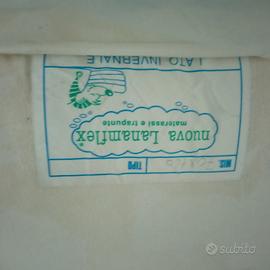 LATO INVERNALE
nuova Lanamflex
materassi e trapunte
MIS.
TIPO
subito